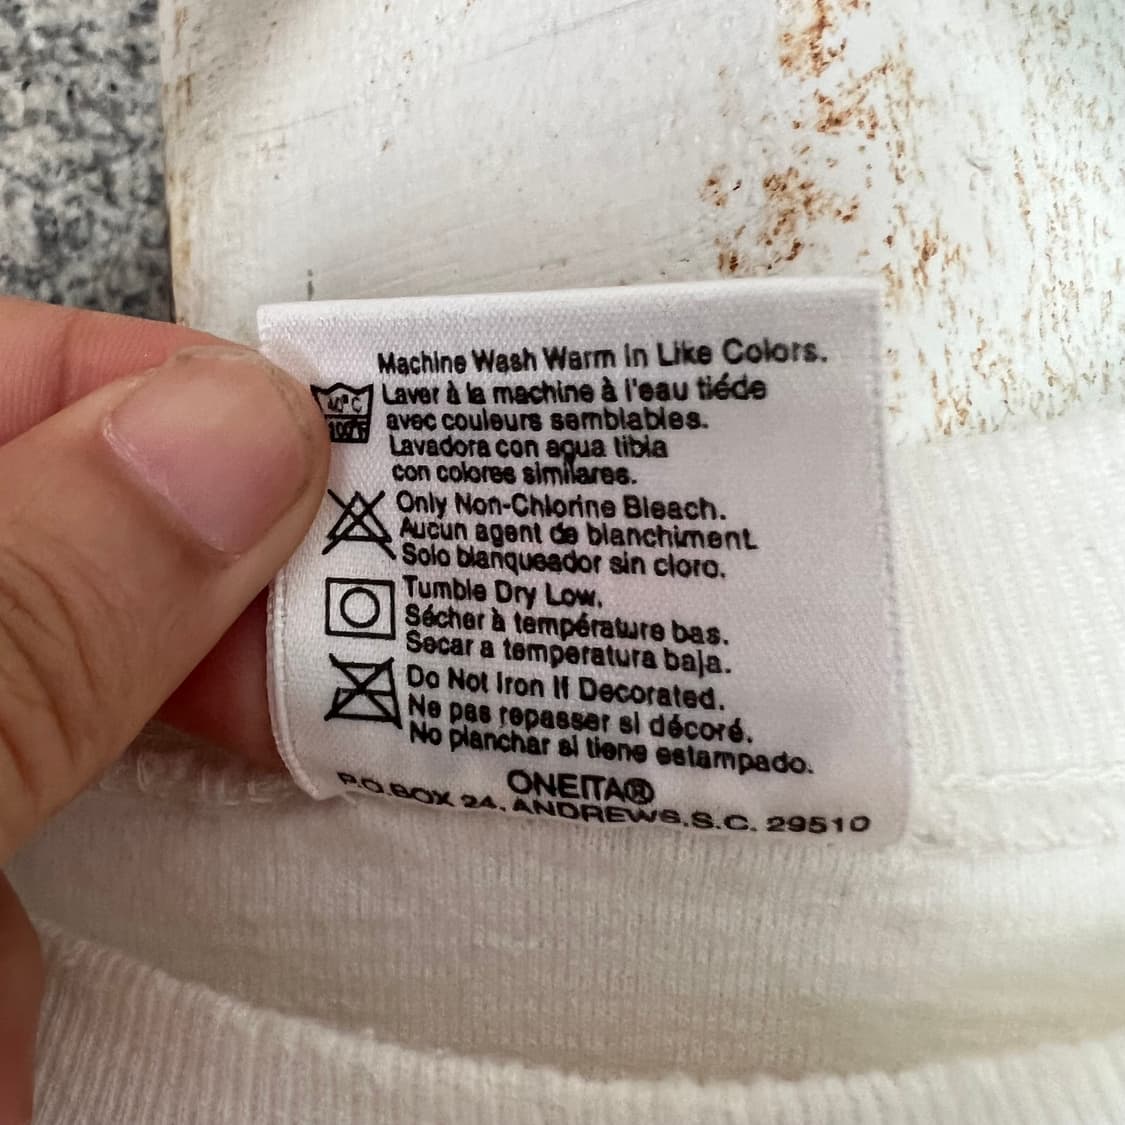 Machine Wash Warm in Like Colors.
40°C Laver à la machine à l'eau tiéde
avec couleurs semblables.
Lavadora con agua tibia
con colores similares.
Only Non-Chlorine Bleach.
Aucun agent de blanchiment
Solo blanqueador sin cloro.
Tumble Dry Low.
Sécher à température bas.
Secar a temperatura baja.
Do Not Iron If Decorated.
Ne pas repasser si décoré.
No planchar si tiene estampado.
ONEITA®
P.O.BOX 24, ANDREWS.S.C. 29510